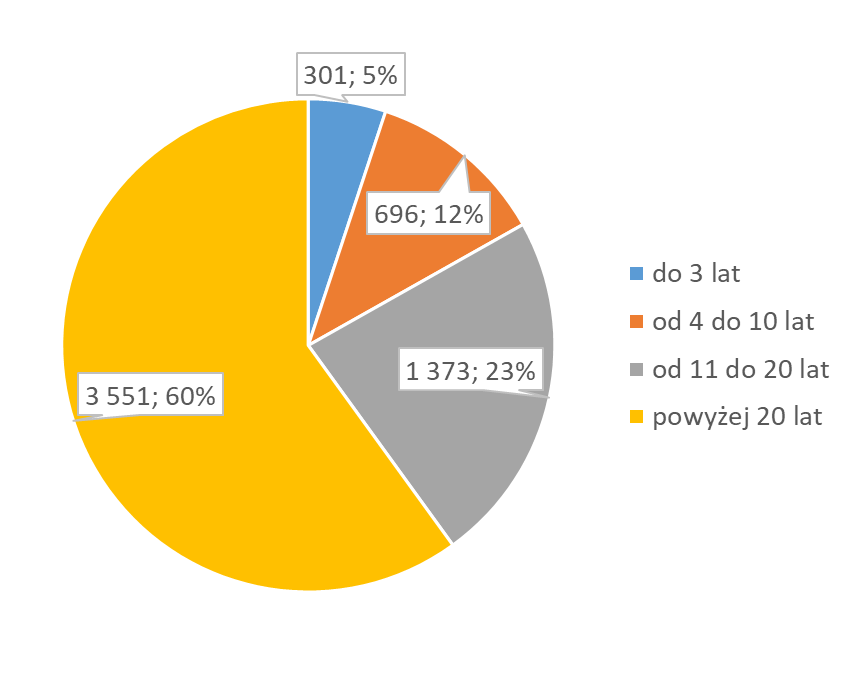 301; 5%
696; 12%
1 373; 23%
3 551; 60%
do 3 lat
od 4 do 10 lat
od 11 do 20 lat
powyżej 20 lat